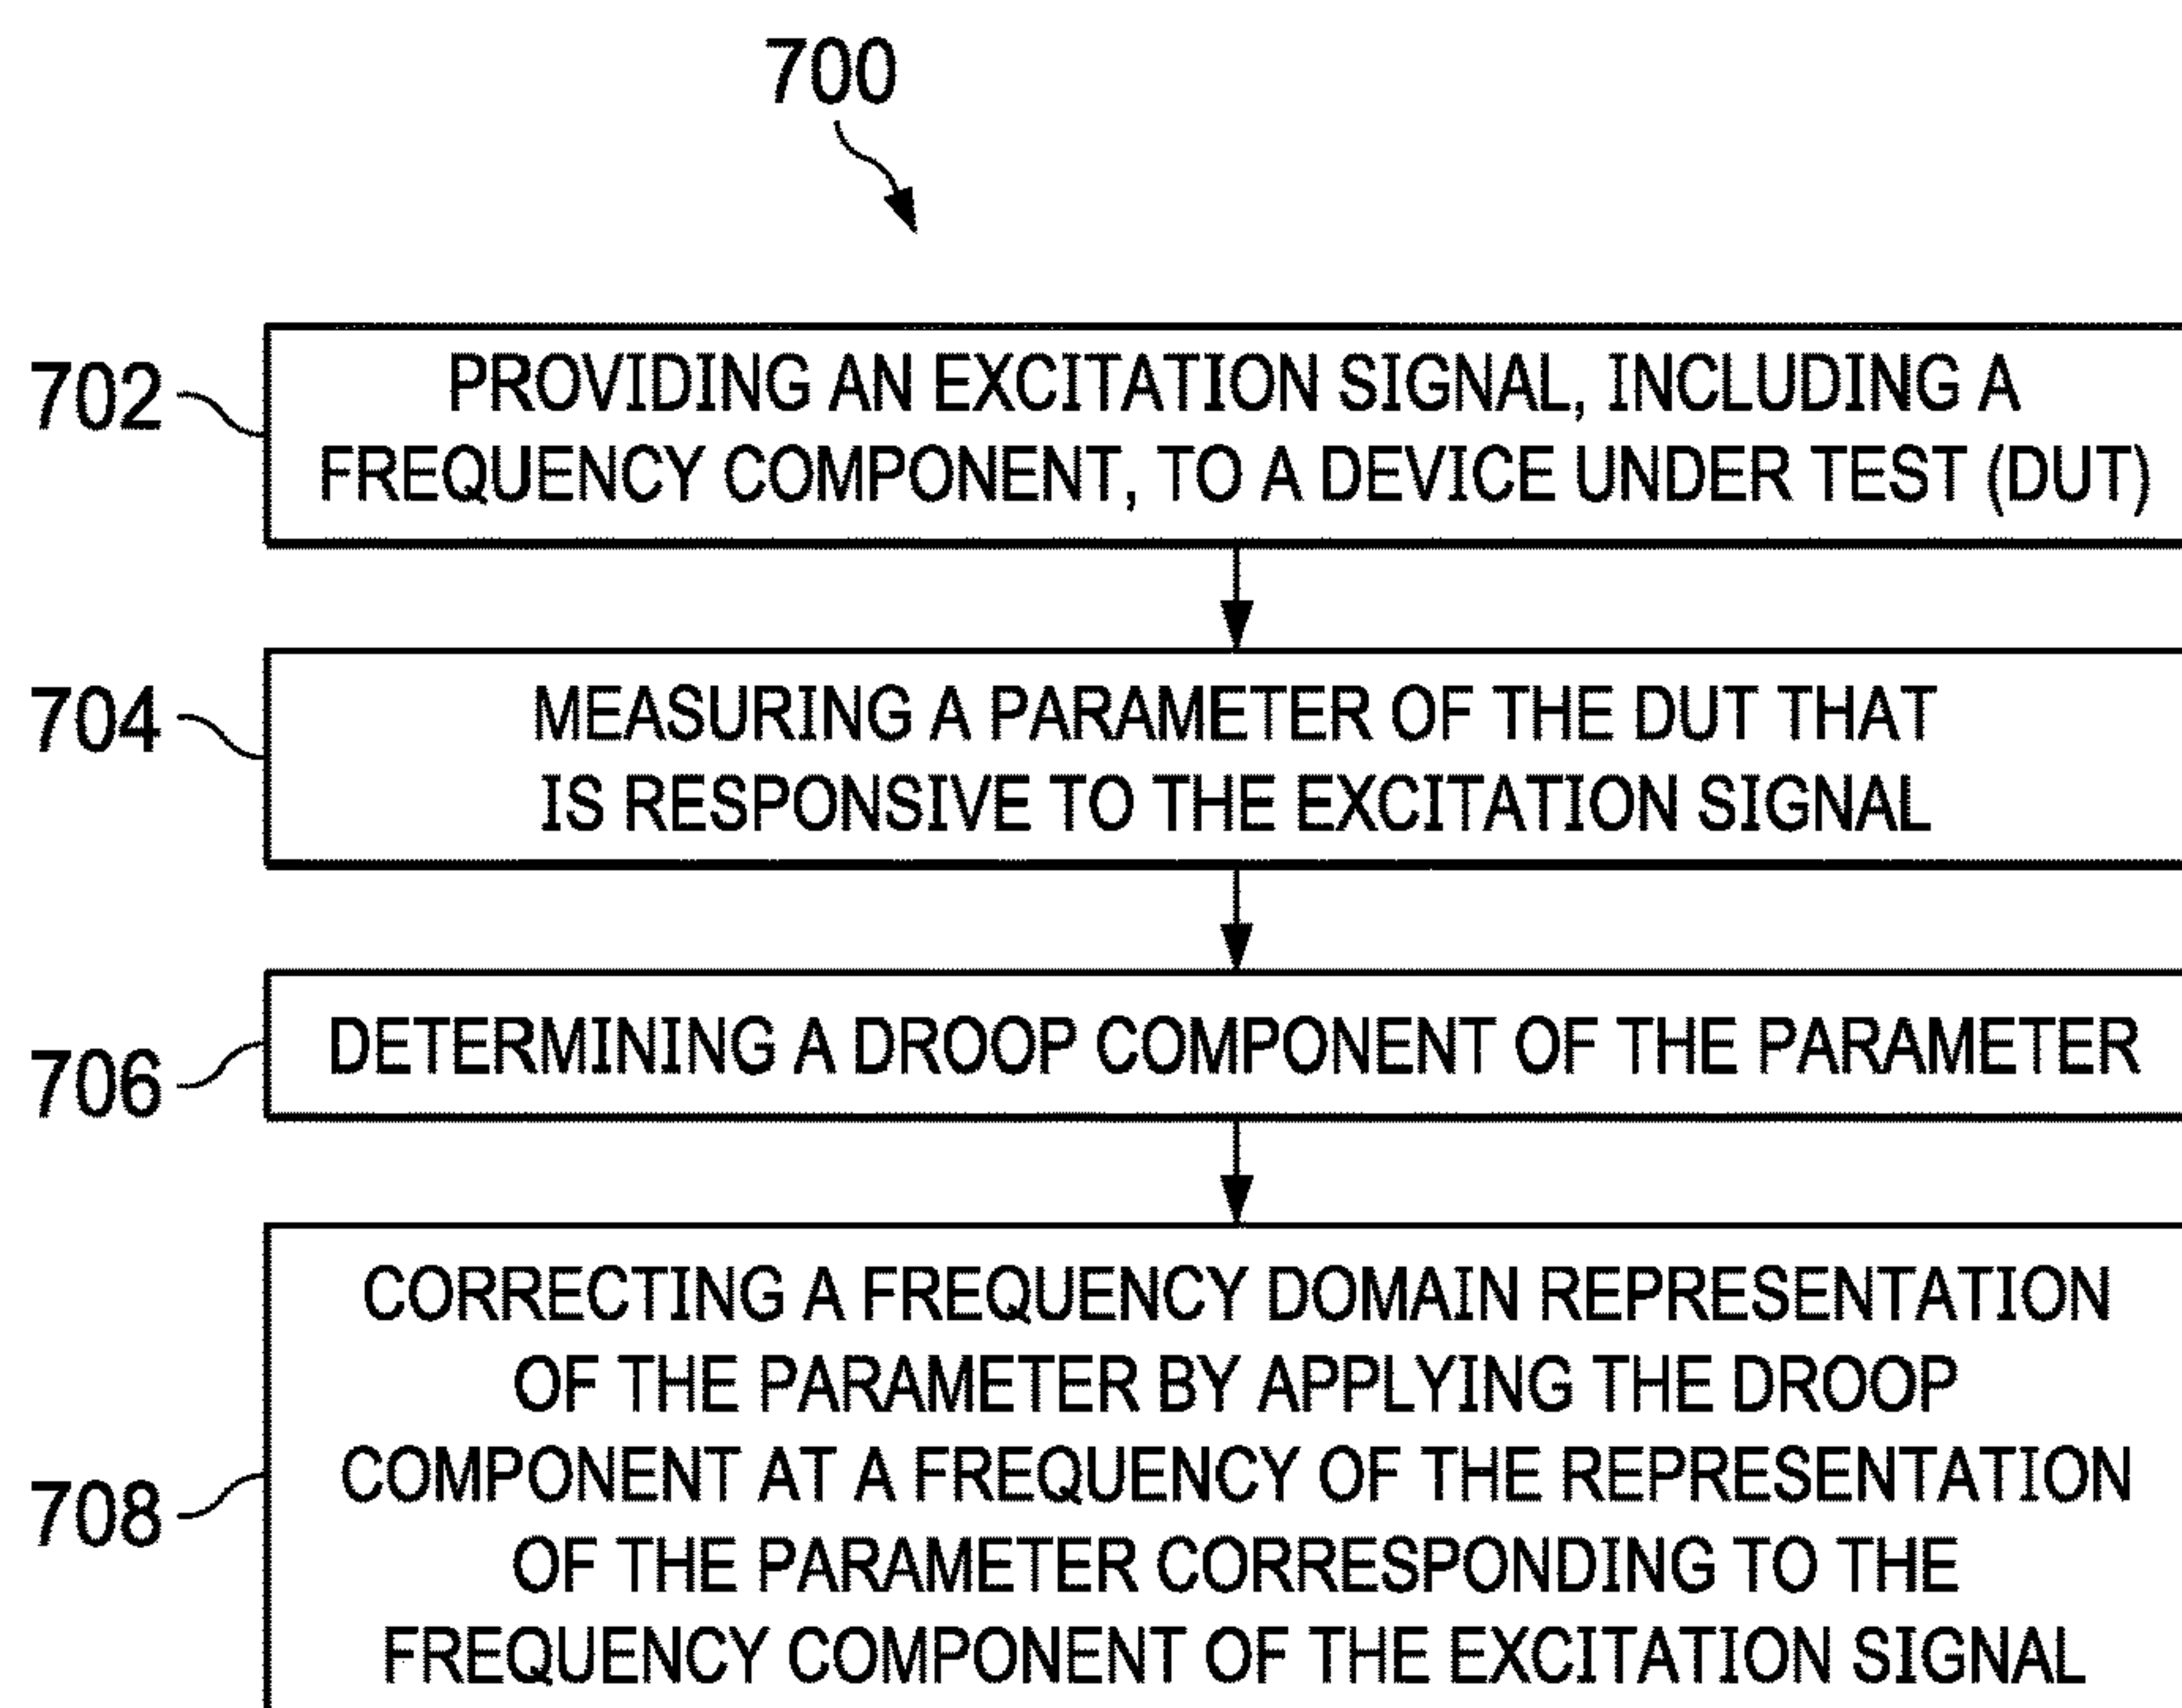 700
702
PROVIDING AN EXCITATION SIGNAL, INCLUDING A
FREQUENCY COMPONENT, TO A DEVICE UNDER TEST (DUT)
704
MEASURING A PARAMETER OF THE DUT THAT
IS RESPONSIVE TO THE EXCITATION SIGNAL
706
DETERMINING A DROOP COMPONENT OF THE PARAMETER
708
CORRECTING A FREQUENCY DOMAIN REPRESENTATION
OF THE PARAMETER BY APPLYING THE DROOP
COMPONENT AT A FREQUENCY OF THE REPRESENTATION
OF THE PARAMETER CORRESPONDING TO THE
FREQUENCY COMPONENT OF THE EXCITATION SIGNAL